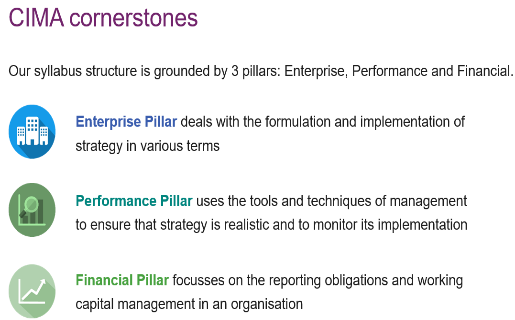 CIMA cornerstones
Our syllabus structure is grounded by 3 pillars: Enterprise, Performance and Financial.
Enterprise Pillar deals with the formulation and implementation of
strategy in various terms
Performance Pillar uses the tools and techniques of management
to ensure that strategy is realistic and to monitor its implementation
Financial Pillar focusses on the reporting obligations and working
capital management in an organisation